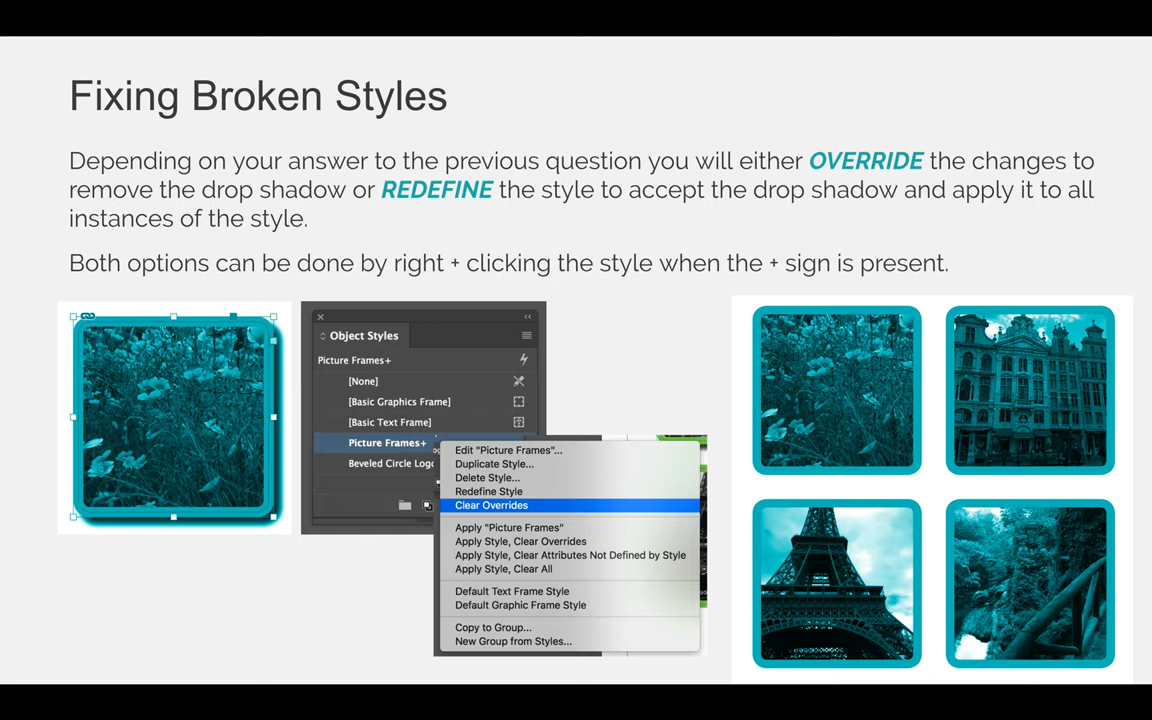 Fixing Broken Styles
Depending on your answer to the previous question you will either OVERRIDE the changes to
remove the drop shadow or REDEFINE the style to accept the drop shadow and apply it to all
instances of the style.
Both options can be done by right + clicking the style when the + sign is present.
Object Styles
Picture Frames+
[None]
[Basic Graphics Frame]
[Basic Text Frame]
Picture Frames+
Beveled Circle Logo
Edit "Picture Frames"...
Duplicate Style...
Delete Style...
Redefine Style
Clear Overrides
Apply "Picture Frames"
Apply Style, Clear Overrides
Apply Style, Clear Attributes Not Defined by Style
Apply Style, Clear All
Default Text Frame Style
Default Graphic Frame Style
Copy to Group...
New Group from Styles...